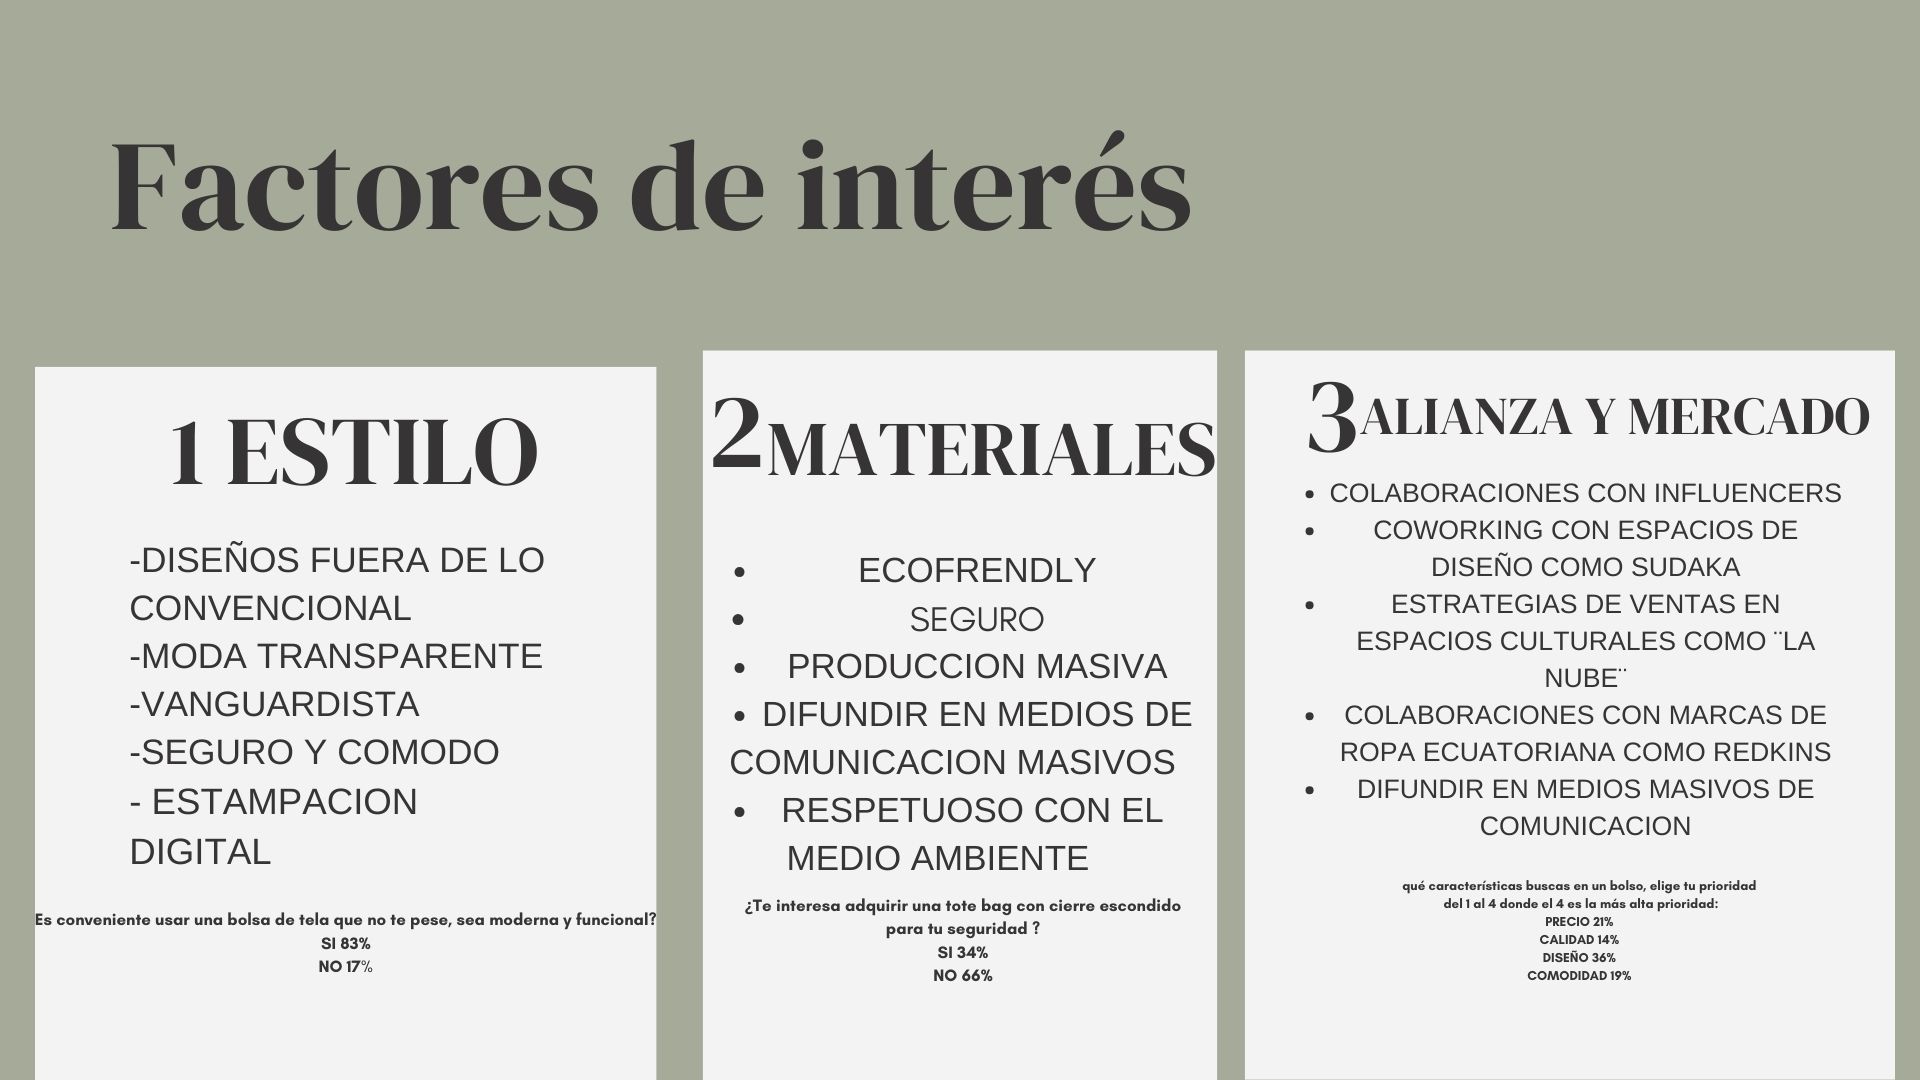 Factores de interés
1 ESTILO
-DISEÑOS FUERA DE LO
CONVENCIONAL
-MODA TRANSPARENTE
-VANGUARDISTA
-SEGURO Y COMODO
- ESTAMPACION
DIGITAL
Es conveniente usar una bolsa de tela que no te pese, sea moderna y funcional?
SI 83%
NO 17%
2 MATERIALES
• ECOFRENDLY
• SEGURO
• PRODUCCION MASIVA
• DIFUNDIR EN MEDIOS DE
COMUNICACION MASIVOS
• RESPETUOSO CON EL
MEDIO AMBIENTE
¿Te interesa adquirir una tote bag con cierre escondido
para tu seguridad ?
SI 34%
NO 66%
3 ALIANZA Y MERCADO
• COLABORACIONES CON INFLUENCERS
• COWORKING CON ESPACIOS DE
DISEÑO COMO SUDAKA
• ESTRATEGIAS DE VENTAS EN
ESPACIOS CULTURALES COMO ¨LA
NUBE¨
• COLABORACIONES CON MARCAS DE
ROPA ECUATORIANA COMO REDKINS
• DIFUNDIR EN MEDIOS MASIVOS DE
COMUNICACION
qué características buscas en un bolso, elige tu prioridad
del 1 al 4 donde el 4 es la más alta prioridad:
PRECIO 21%
CALIDAD 14%
DISEÑO 36%
COMODIDAD 19%